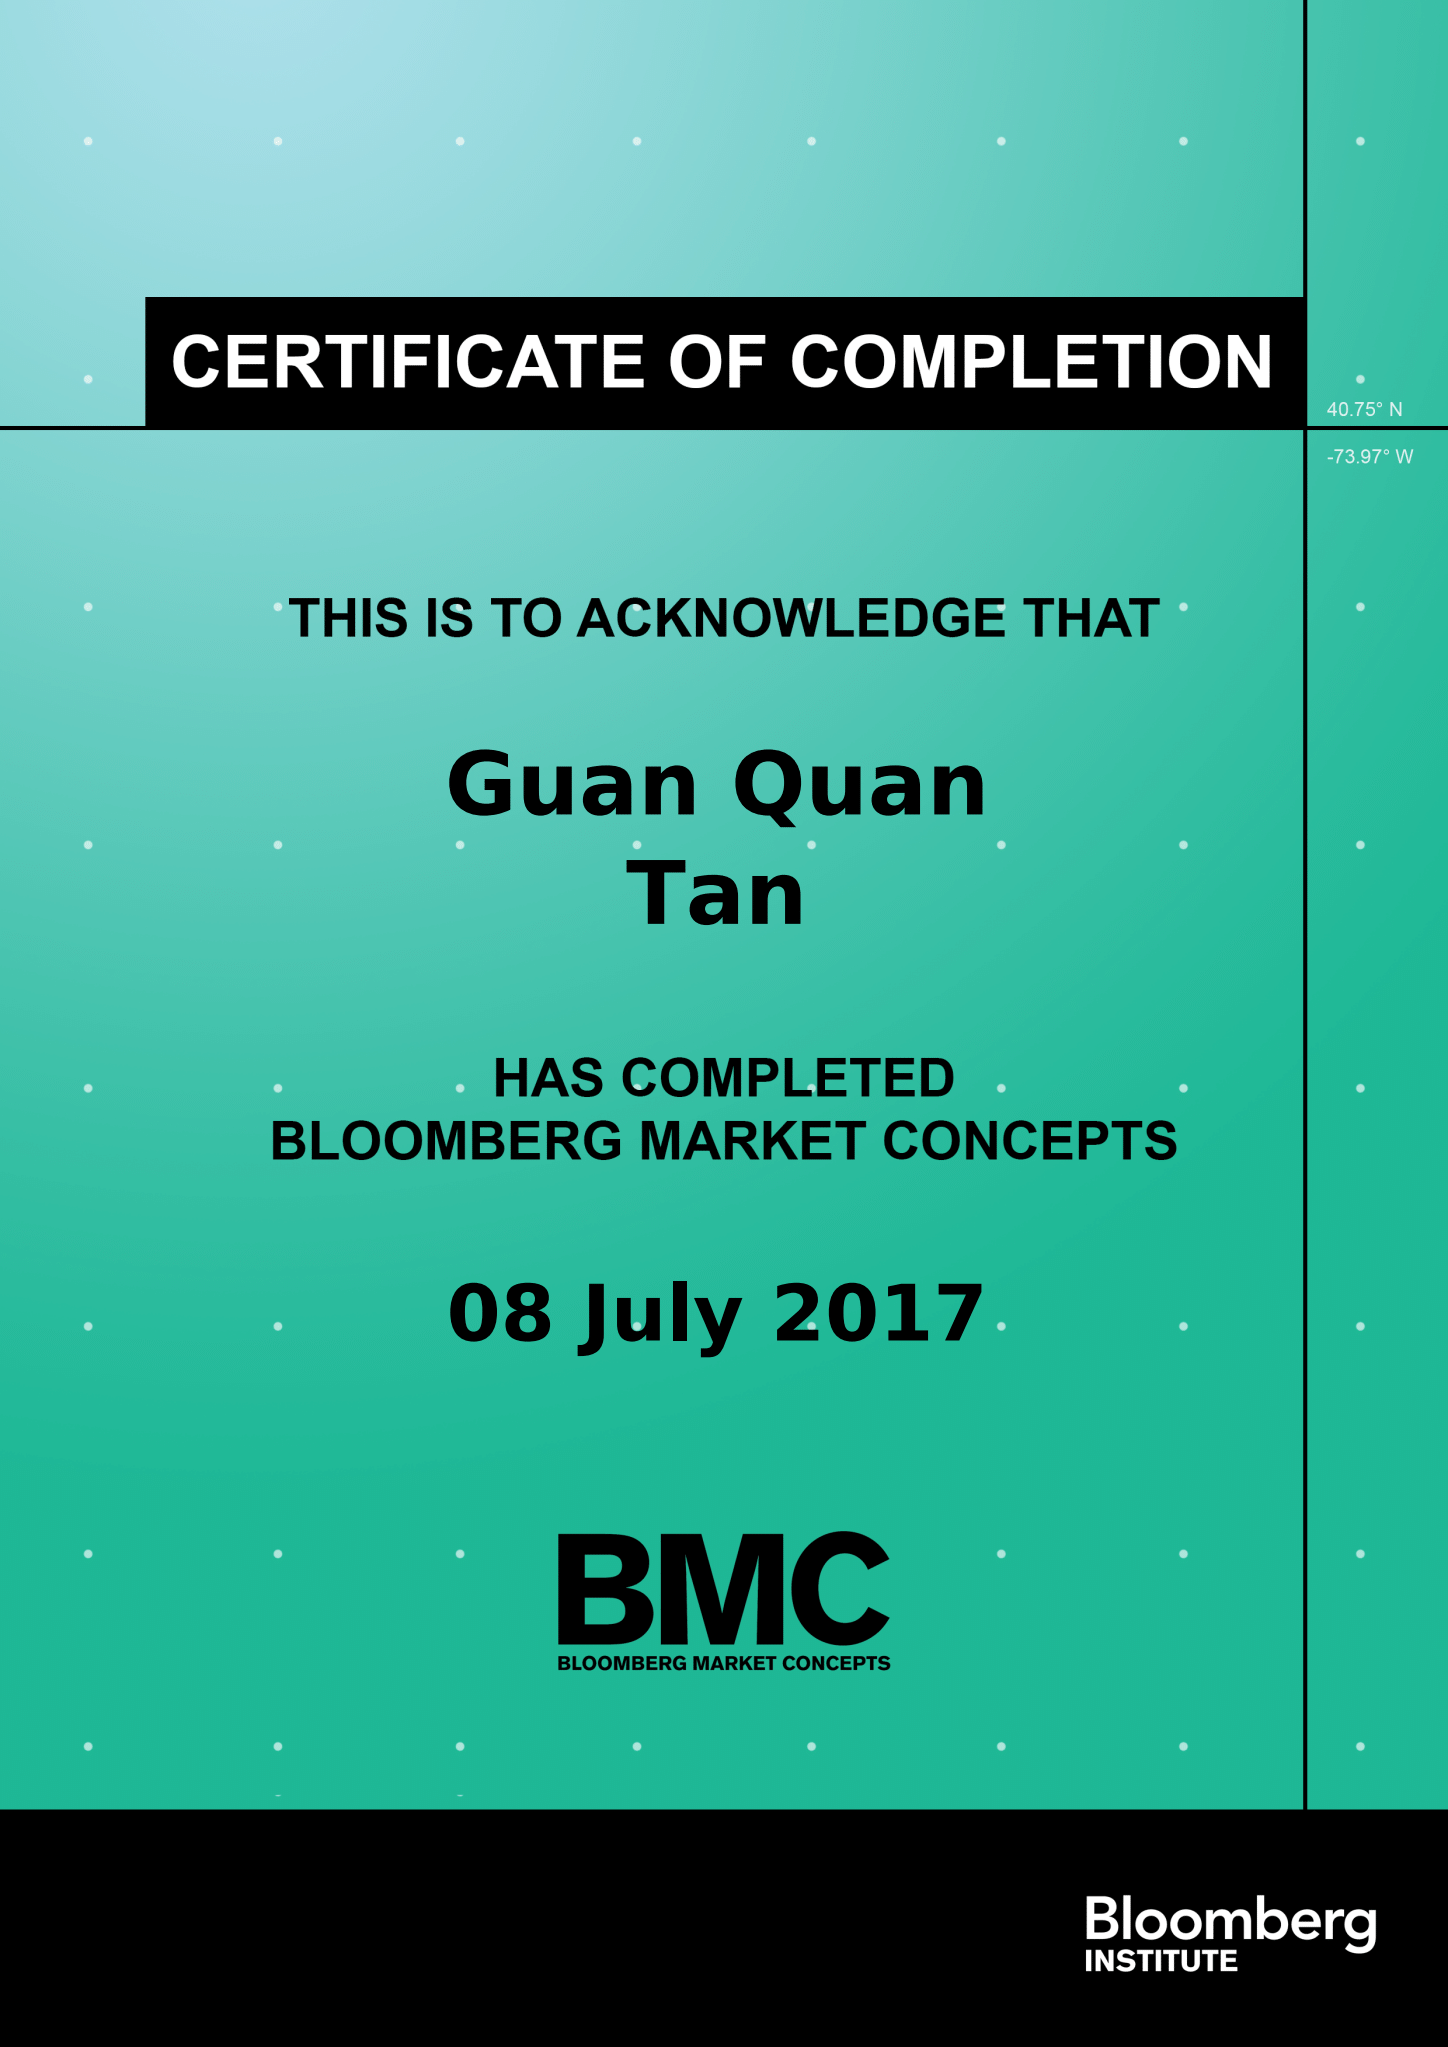 CERTIFICATE OF COMPLETION
40.75° N
-73.97° W
THIS IS TO ACKNOWLEDGE THAT
Guan Quan
Tan
HAS COMPLETED
BLOOMBERG MARKET CONCEPTS
08 July 2017
BMC
BLOOMBERG MARKET CONCEPTS
Bloomberg
INSTITUTE